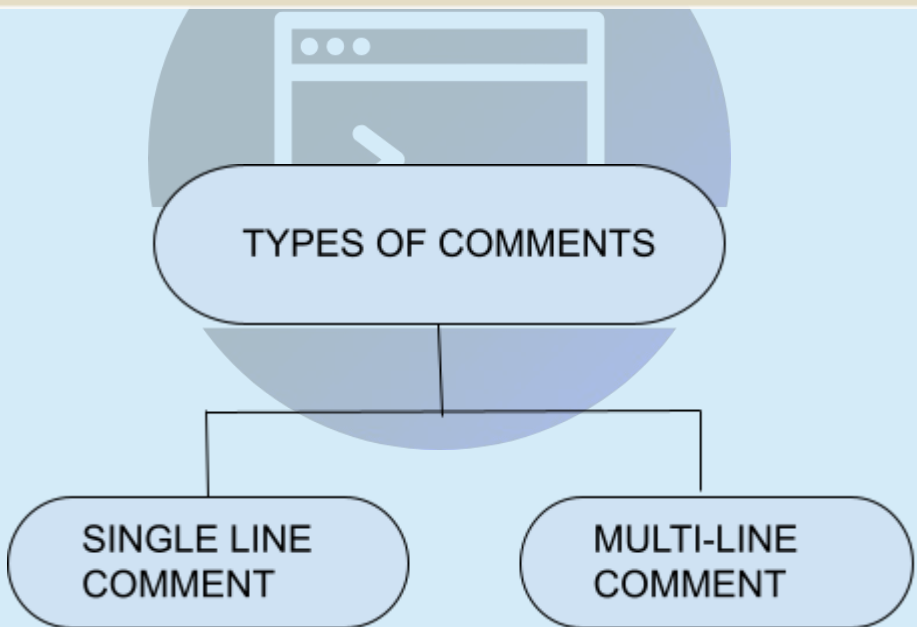 TYPES OF COMMENTS
SINGLE LINE
COMMENT
MULTI-LINE
COMMENT